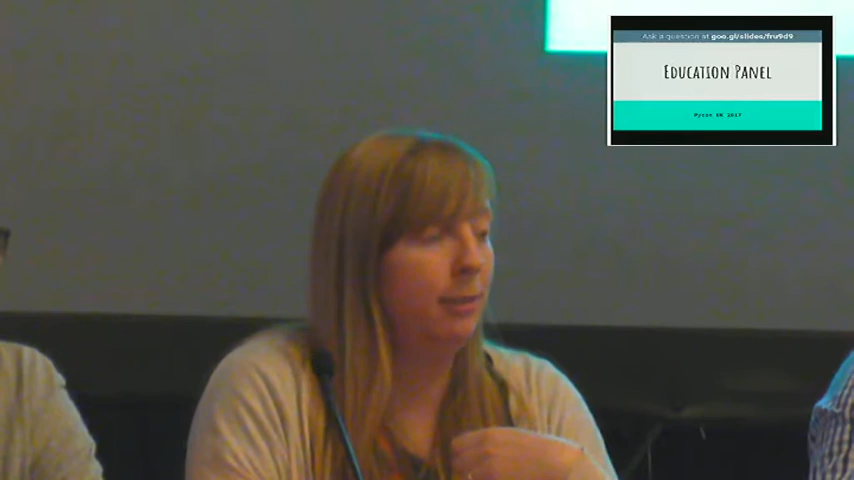 Ask a question at goo.gl/slides/fru9d9
Education Panel
Pycon UK 2017